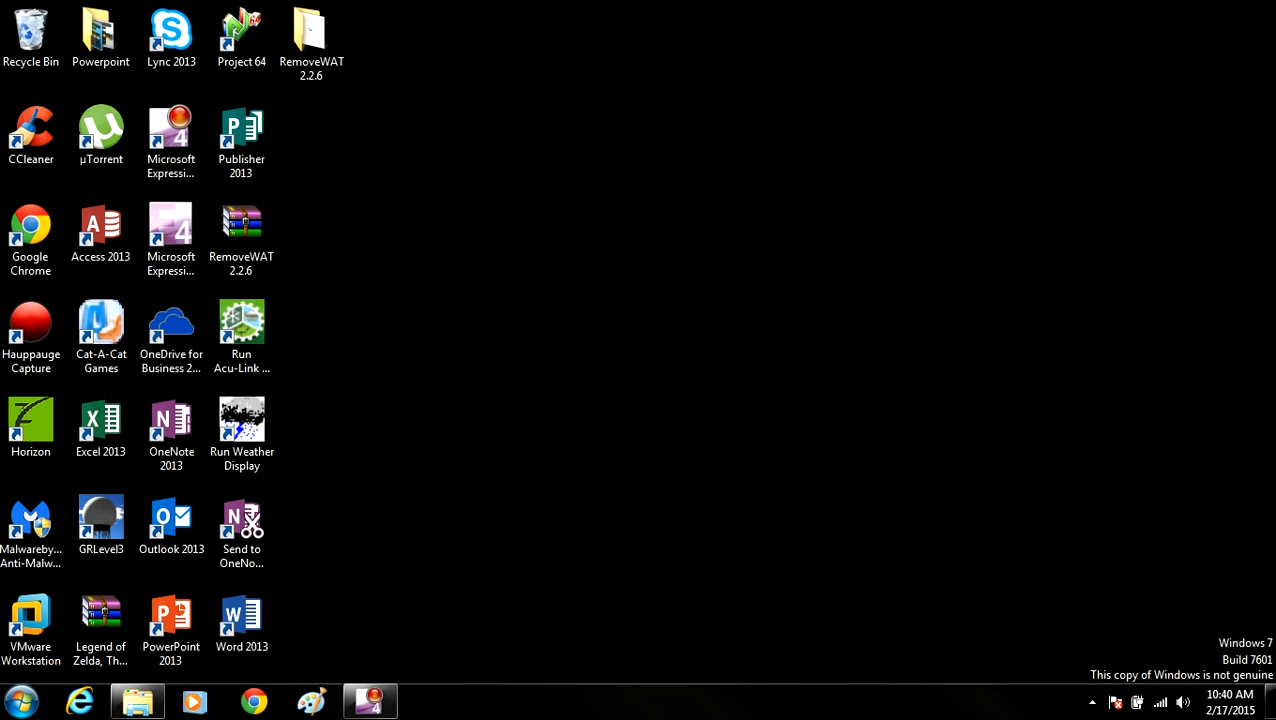 Recycle Bin
Powerpoint
Lync 2013
Project 64
RemoveWAT
2.2.6
CCleaner
µTorrent
Microsoft
Expressi...
Publisher
2013
Google
Chrome
Access 2013
Microsoft
Expressi...
RemoveWAT
2.2.6
Hauppauge
Capture
Cat-A-Cat
Games
OneDrive for
Business 2...
Run
Acu-Link ...
Horizon
Excel 2013
OneNote
2013
Run Weather
Display
Malwareby...
Anti-Malw...
GRLevel3
Outlook 2013
Send to
OneNo...
VMware
Workstation
Legend of
Zelda, Th...
PowerPoint
2013
Word 2013
Windows 7
Build 7601
This copy of Windows is not genuine
10:40 AM
2/17/2015